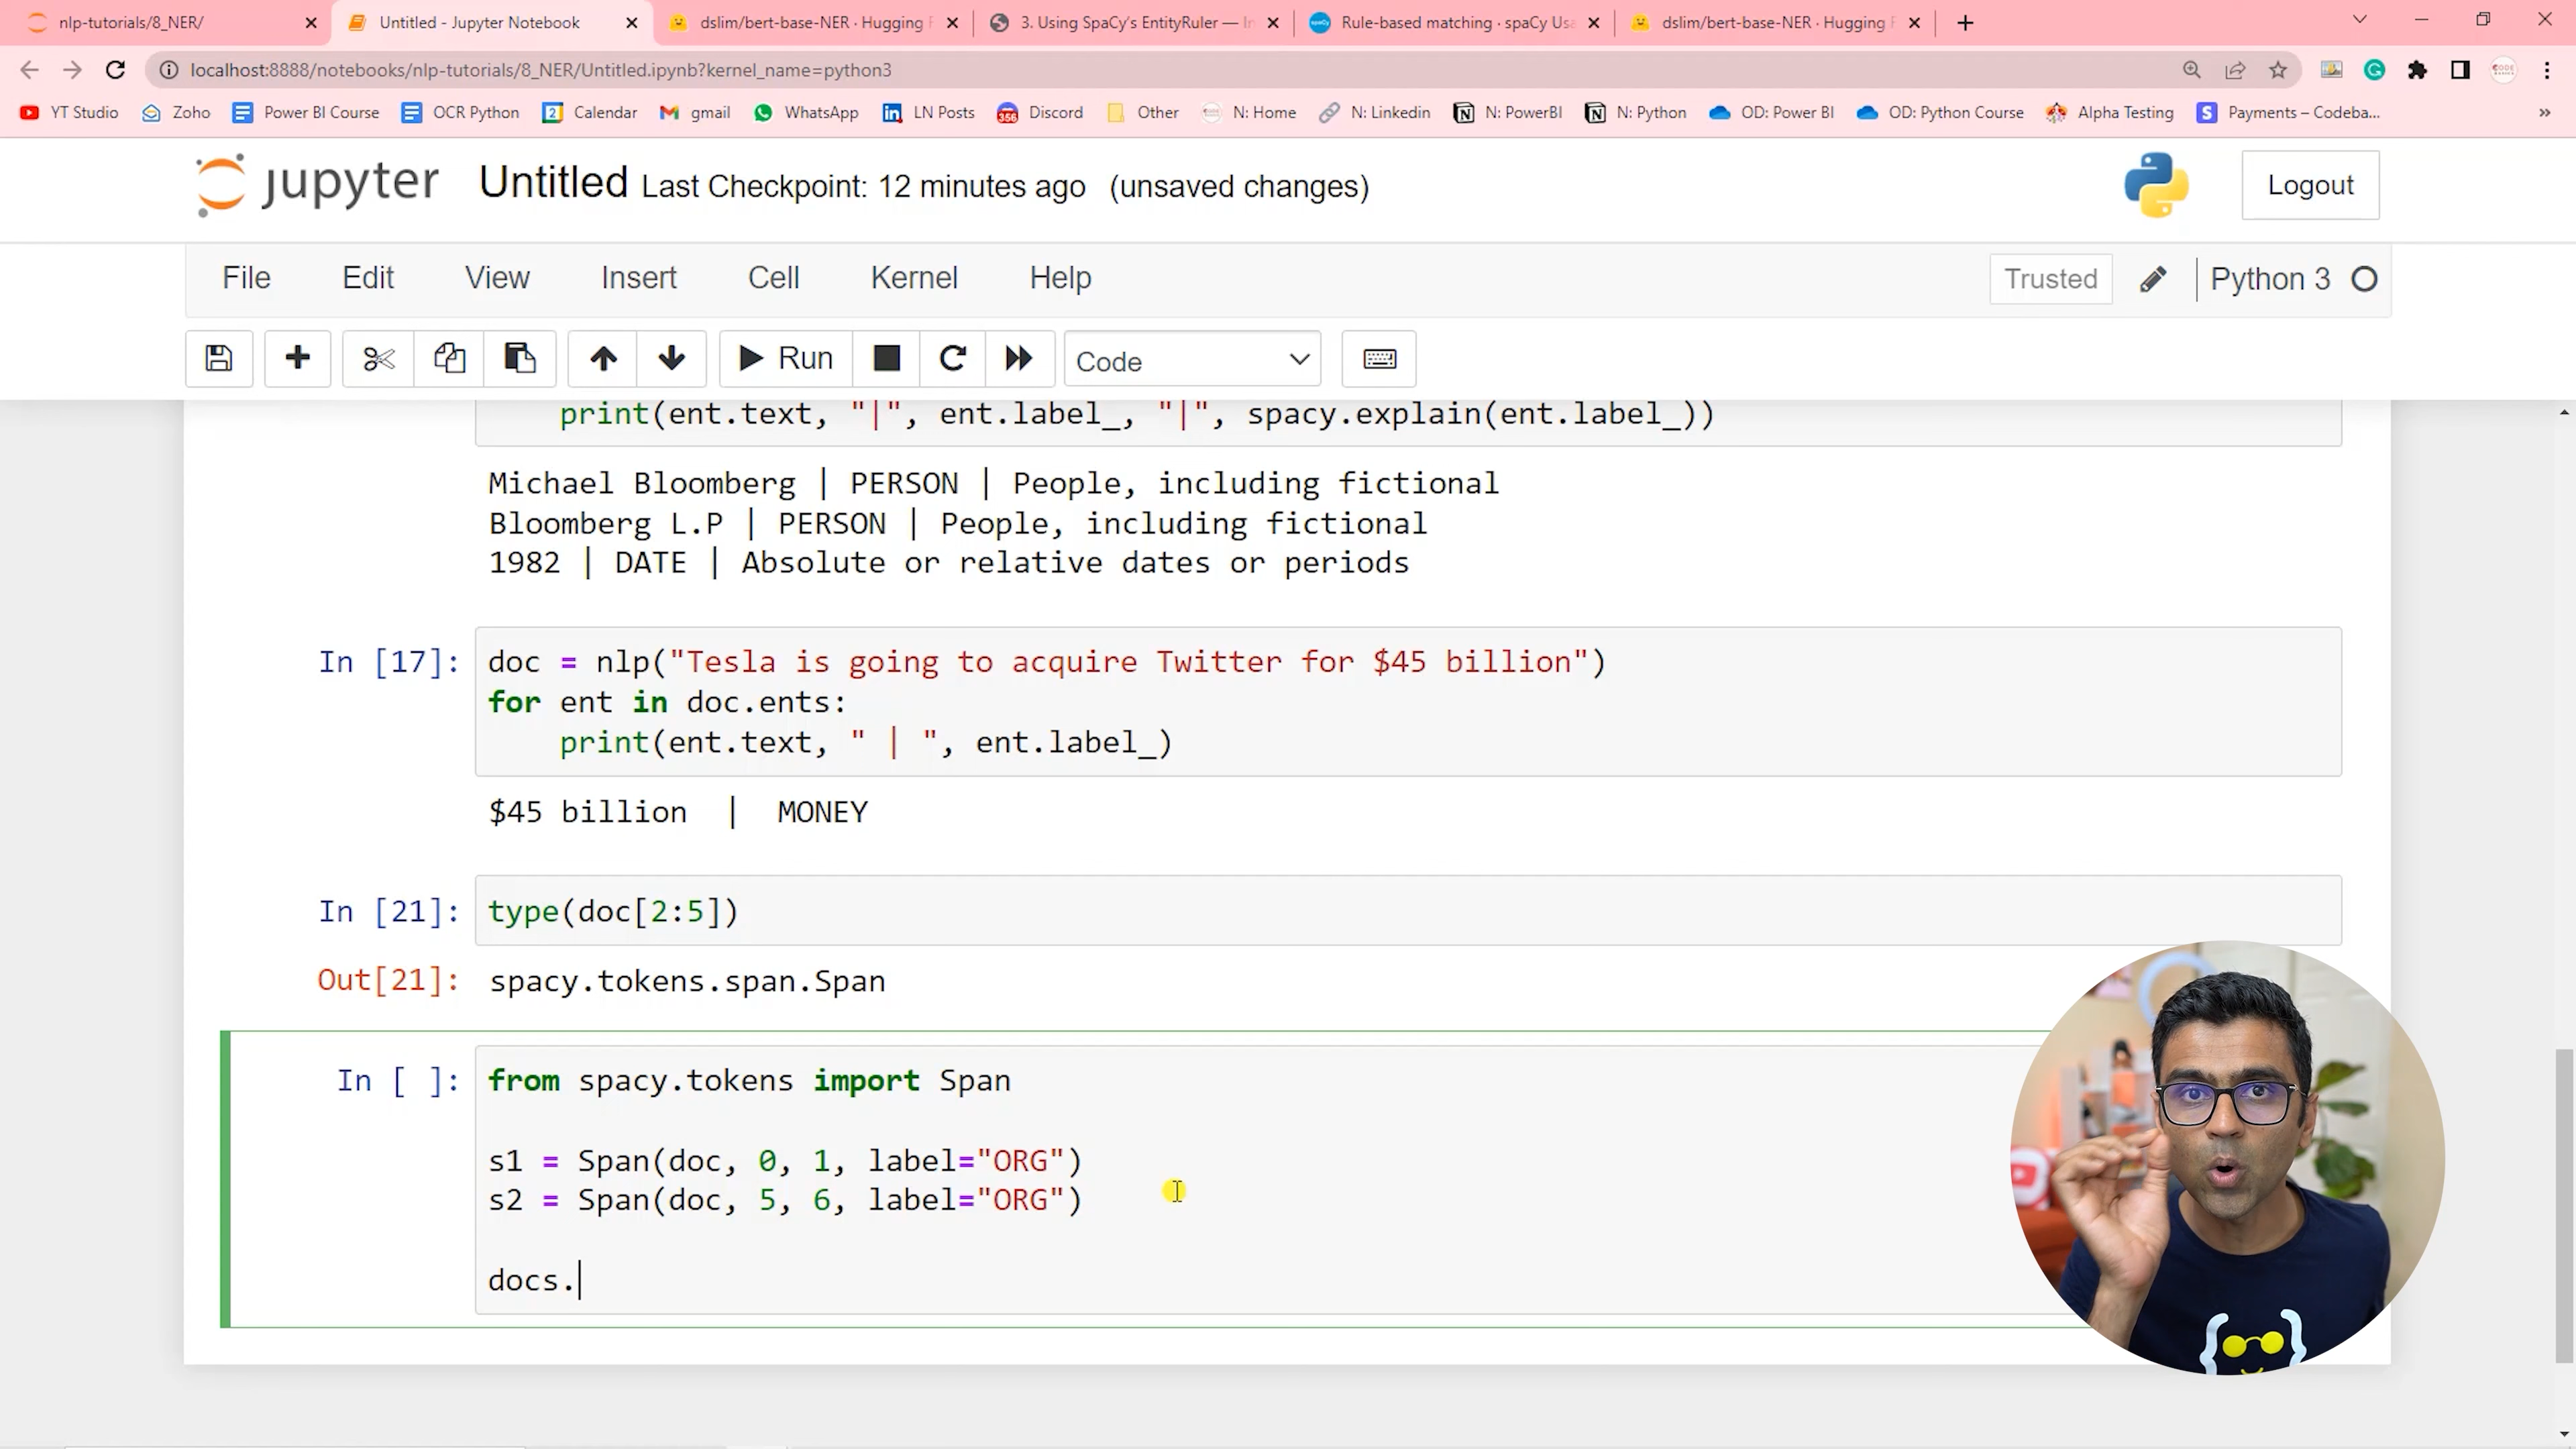 nlp-tutorials/8_NER/
Untitled - Jupyter Notebook
dslim/bert-base-NER · Hugging F
3. Using SpaCy's EntityRuler — In
Rule-based matching · spaCy Usa
dslim/bert-base-NER · Hugging F
localhost:8888/notebooks/nlp-tutorials/8_NER/Untitled.ipynb?kernel_name=python3
YT Studio Zoho Power BI Course OCR Python 2 Calendar gmail WhatsApp LN Posts 356 Discord Other N: Home N: Linkedin N: PowerBI N: Python OD: Power BI OD: Python Course Alpha Testing S Payments – Codeba... »
jupyter Untitled Last Checkpoint: 12 minutes ago (unsaved changes)
Logout
File Edit View Insert Cell Kernel Help
Trusted Python 3
Run Code
print(ent.text, "|", ent.label_, "|", spacy.explain(ent.label_))
Michael Bloomberg | PERSON | People, including fictional
Bloomberg L.P | PERSON | People, including fictional
1982 | DATE | Absolute or relative dates or periods
In [17]: doc = nlp("Tesla is going to acquire Twitter for $45 billion")
for ent in doc.ents:
print(ent.text, " | ", ent.label_)
$45 billion | MONEY
In [21]: type(doc[2:5])
Out[21]: spacy.tokens.span.Span
In [ ]: from spacy.tokens import Span
s1 = Span(doc, 0, 1, label="ORG")
s2 = Span(doc, 5, 6, label="ORG")
docs.